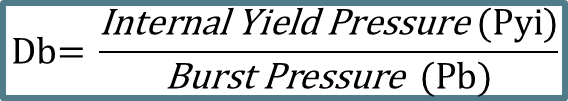 Db= Internal Yield Pressure (Pyi)
Burst Pressure (Pb)